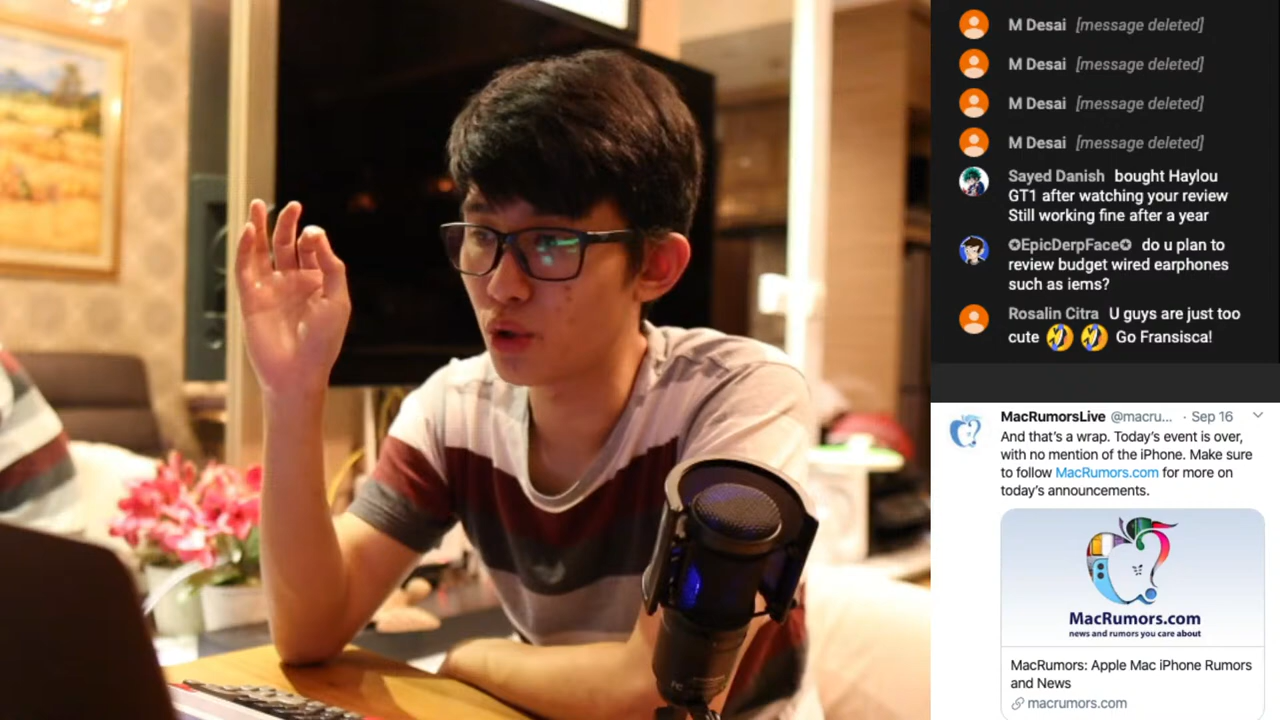 M Desai [message deleted]
M Desai [message deleted]
M Desai [message deleted]
M Desai [message deleted]
Sayed Danish bought Haylou
GT1 after watching your review
Still working fine after a year
✪EpicDerpFace✪ do u plan to
review budget wired earphones
such as iems?
Rosalin Citra U guys are just too
cute 🤣 🤣 Go Fransisca!
MacRumorsLive @macru... · Sep 16
And that's a wrap. Today's event is over,
with no mention of the iPhone. Make sure
to follow MacRumors.com for more on
today's announcements.
MacRumors.com
news and rumors you care about
MacRumors: Apple Mac iPhone Rumors
and News
macrumors.com